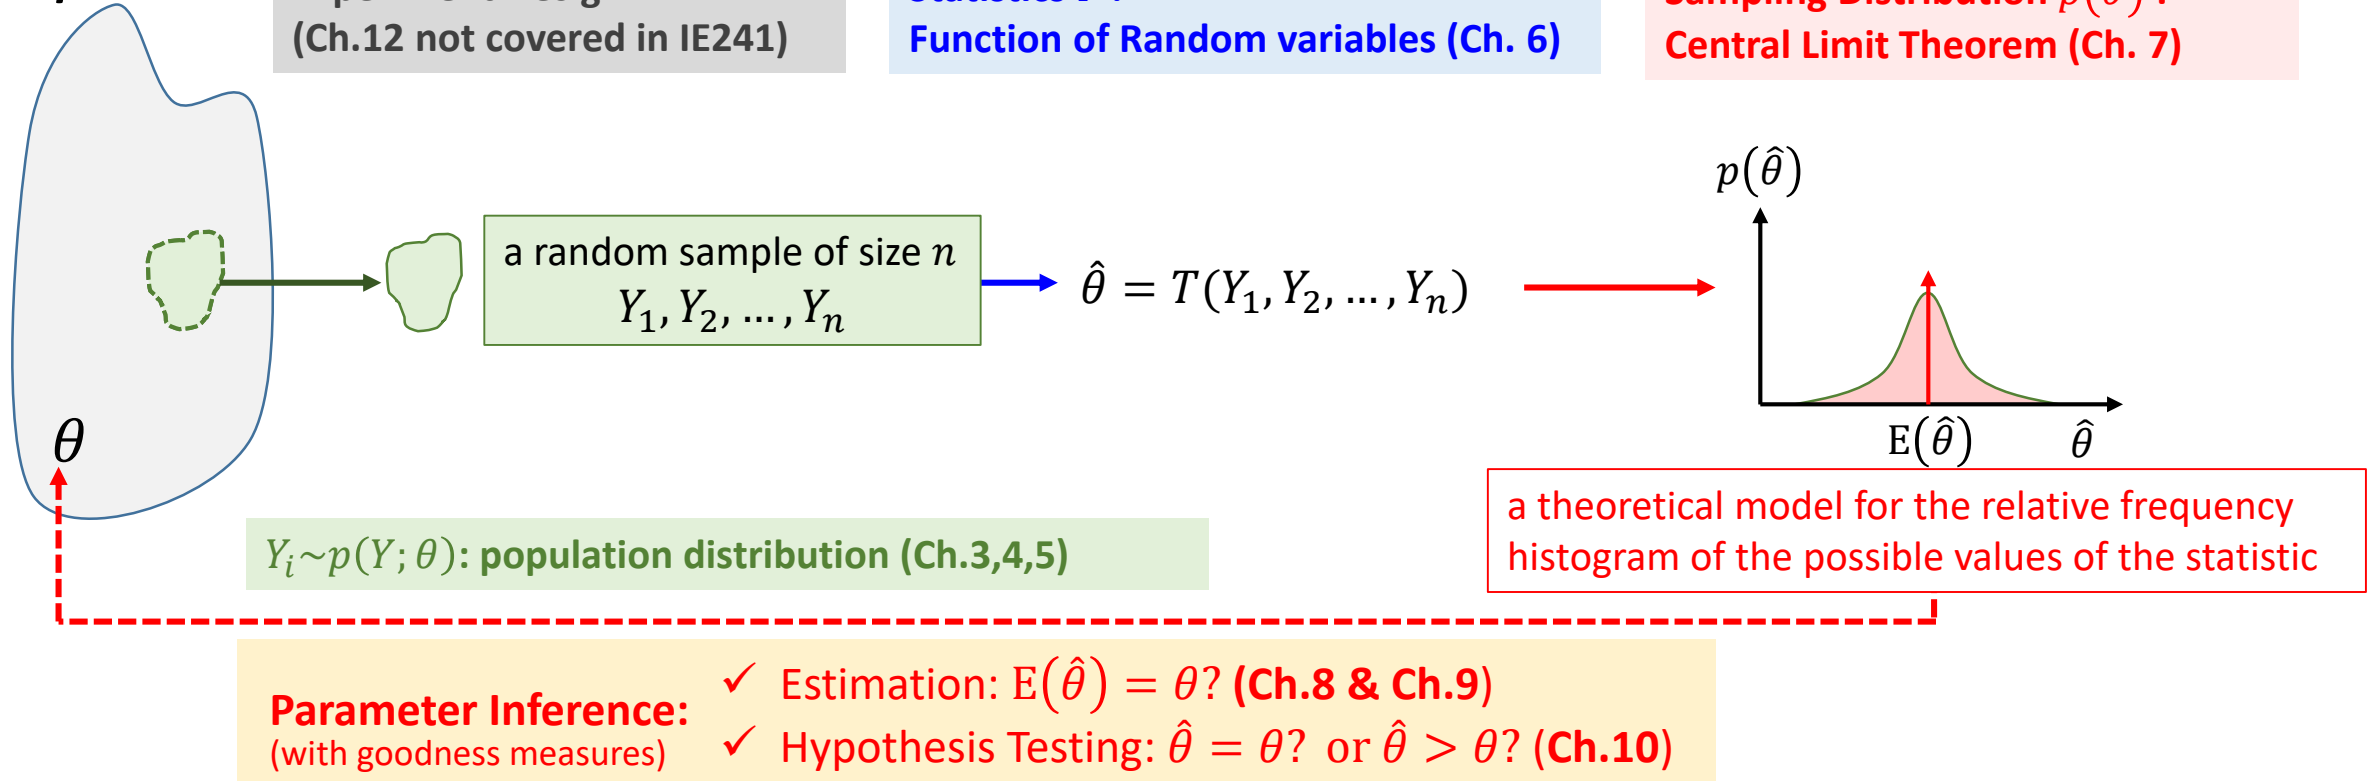 (Ch.12 not covered in IE241)
Function of Random variables (Ch. 6)
Sampling Distribution p(θ̂) :
Central Limit Theorem (Ch. 7)
p(θ̂)
a random sample of size n
Y₁, Y₂, … , Yₙ
θ̂ = T(Y₁, Y₂, … , Yₙ)
θ
E(θ̂)
θ̂
a theoretical model for the relative frequency
histogram of the possible values of the statistic
Yᵢ~p(Y; θ): population distribution (Ch.3,4,5)
✓ Estimation: E(θ̂) = θ? (Ch.8 & Ch.9)
Parameter Inference:
(with goodness measures)
✓ Hypothesis Testing: θ̂ = θ? or θ̂ > θ? (Ch.10)